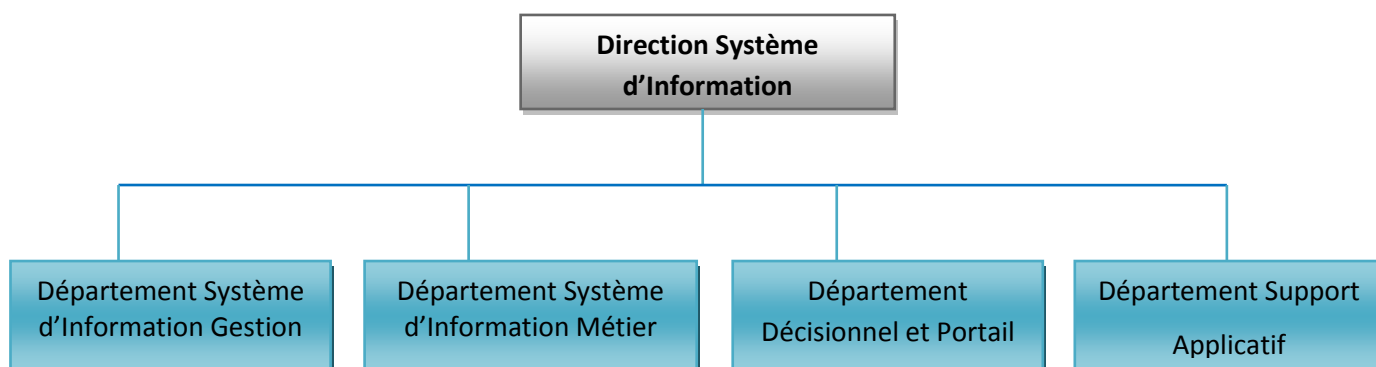 Direction Système
d’Information
Département Système
d’Information Gestion
Département Système
d’Information Métier
Département
Décisionnel et Portail
Département Support
Applicatif